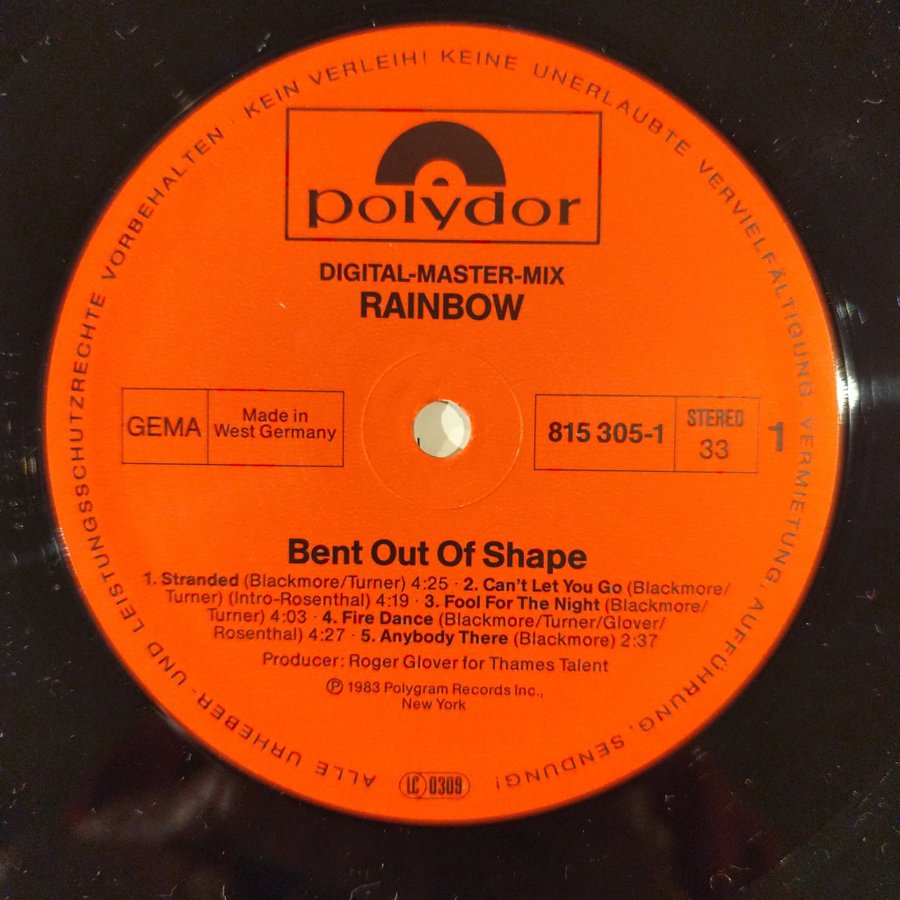 ALLE URHEBER- UND LEISTUNGSSCHUTZRECHTE VORBEHALTEN · KEIN VERLEIH! KEINE UNERLAUBTE VERVIELFÄLTIGUNG, VERMIETUNG, AUFFÜHRUNG, SENDUNG!
polydor
DIGITAL-MASTER-MIX
RAINBOW
GEMA
Made in
West Germany
815 305-1
STEREO
33
1
Bent Out Of Shape
1. Stranded (Blackmore/Turner) 4:25 · 2. Can't Let You Go (Blackmore/
Turner) (Intro-Rosenthal) 4:19 · 3. Fool For The Night (Blackmore/
Turner) 4:03 · 4. Fire Dance (Blackmore/Turner/Glover/
Rosenthal) 4:27 · 5. Anybody There (Blackmore) 2:37
Producer: Roger Glover for Thames Talent
℗ 1983 Polygram Records Inc.,
New York
LC 0309